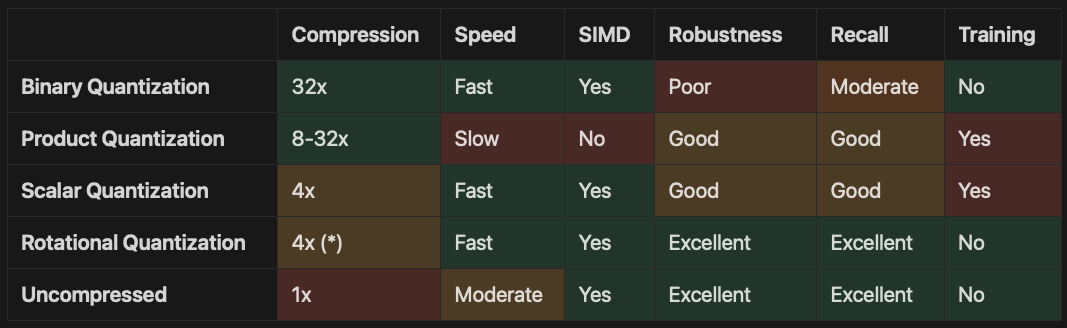 Compression Speed SIMD Robustness Recall Training
Binary Quantization 32x Fast Yes Poor Moderate No
Product Quantization 8-32x Slow No Good Good Yes
Scalar Quantization 4x Fast Yes Good Good Yes
Rotational Quantization 4x (*) Fast Yes Excellent Excellent No
Uncompressed 1x Moderate Yes Excellent Excellent No